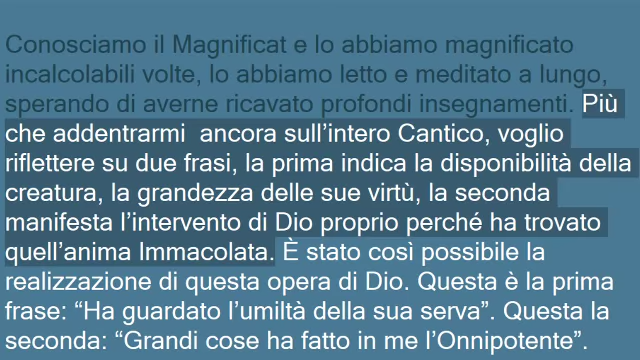 Conosciamo il Magnificat e lo abbiamo magnificato
incalcolabili volte, lo abbiamo letto e meditato a lungo,
sperando di averne ricavato profondi insegnamenti. Più
che addentrarmi  ancora sull’intero Cantico, voglio
riflettere su due frasi, la prima indica la disponibilità della
creatura, la grandezza delle sue virtù, la seconda
manifesta l’intervento di Dio proprio perché ha trovato
quell’anima Immacolata. È stato così possibile la
realizzazione di questa opera di Dio. Questa è la prima
frase: “Ha guardato l’umiltà della sua serva”. Questa la
seconda: “Grandi cose ha fatto in me l’Onnipotente”.